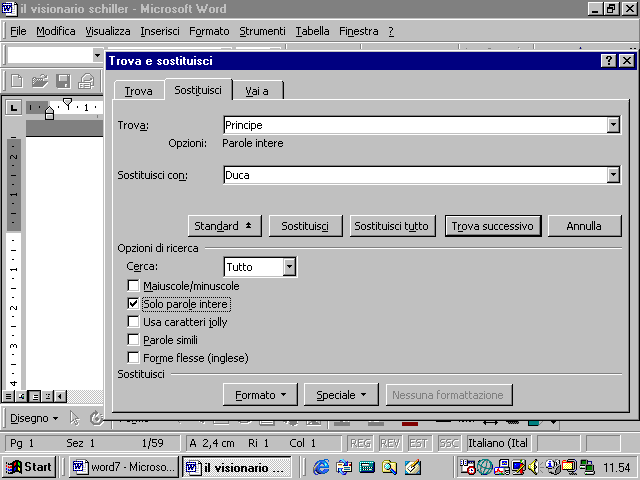 il visionario schiller - Microsoft Word
File Modifica Visualizza Inserisci Formato Strumenti Tabella Finestra ?
Trova e sostituisci
Trova Sostituisci Vai a
Trova: Principe
Opzioni: Parole intere
Sostituisci con: Duca
Standard Sostituisci Sostituisci tutto Trova successivo Annulla
Opzioni di ricerca
Cerca: Tutto
Maiuscole/minuscole
Solo parole intere
Usa caratteri jolly
Parole simili
Forme flesse (inglese)
Sostituisci
Formato Speciale Nessuna formattazione
Disegno
Pg 1 Sez 1 1/59 A 2,4 cm Ri 1 Col 1 REG REV EST SSC Italiano (Ital
Start word7 - Microso... il visionario ... 11.54